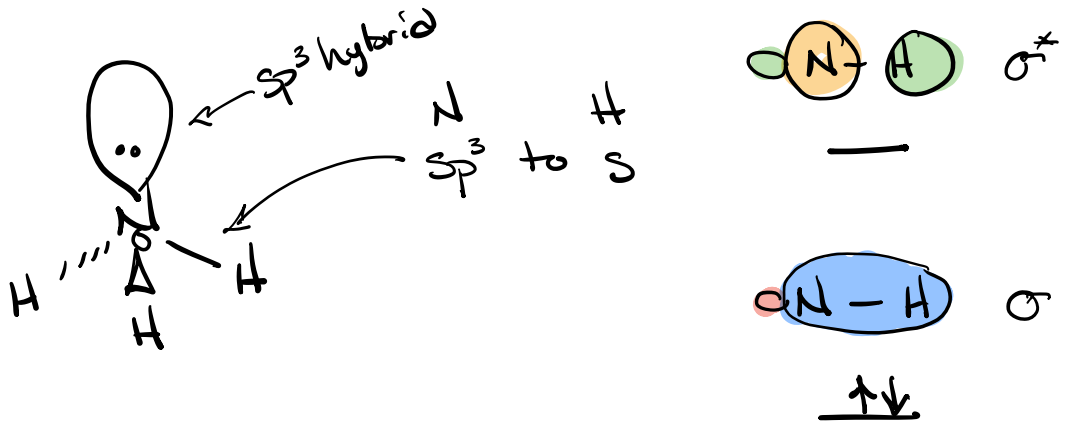 sp³ hybrid
N H
sp³ to s
N
H H
H
N - H σ*
N - H σ